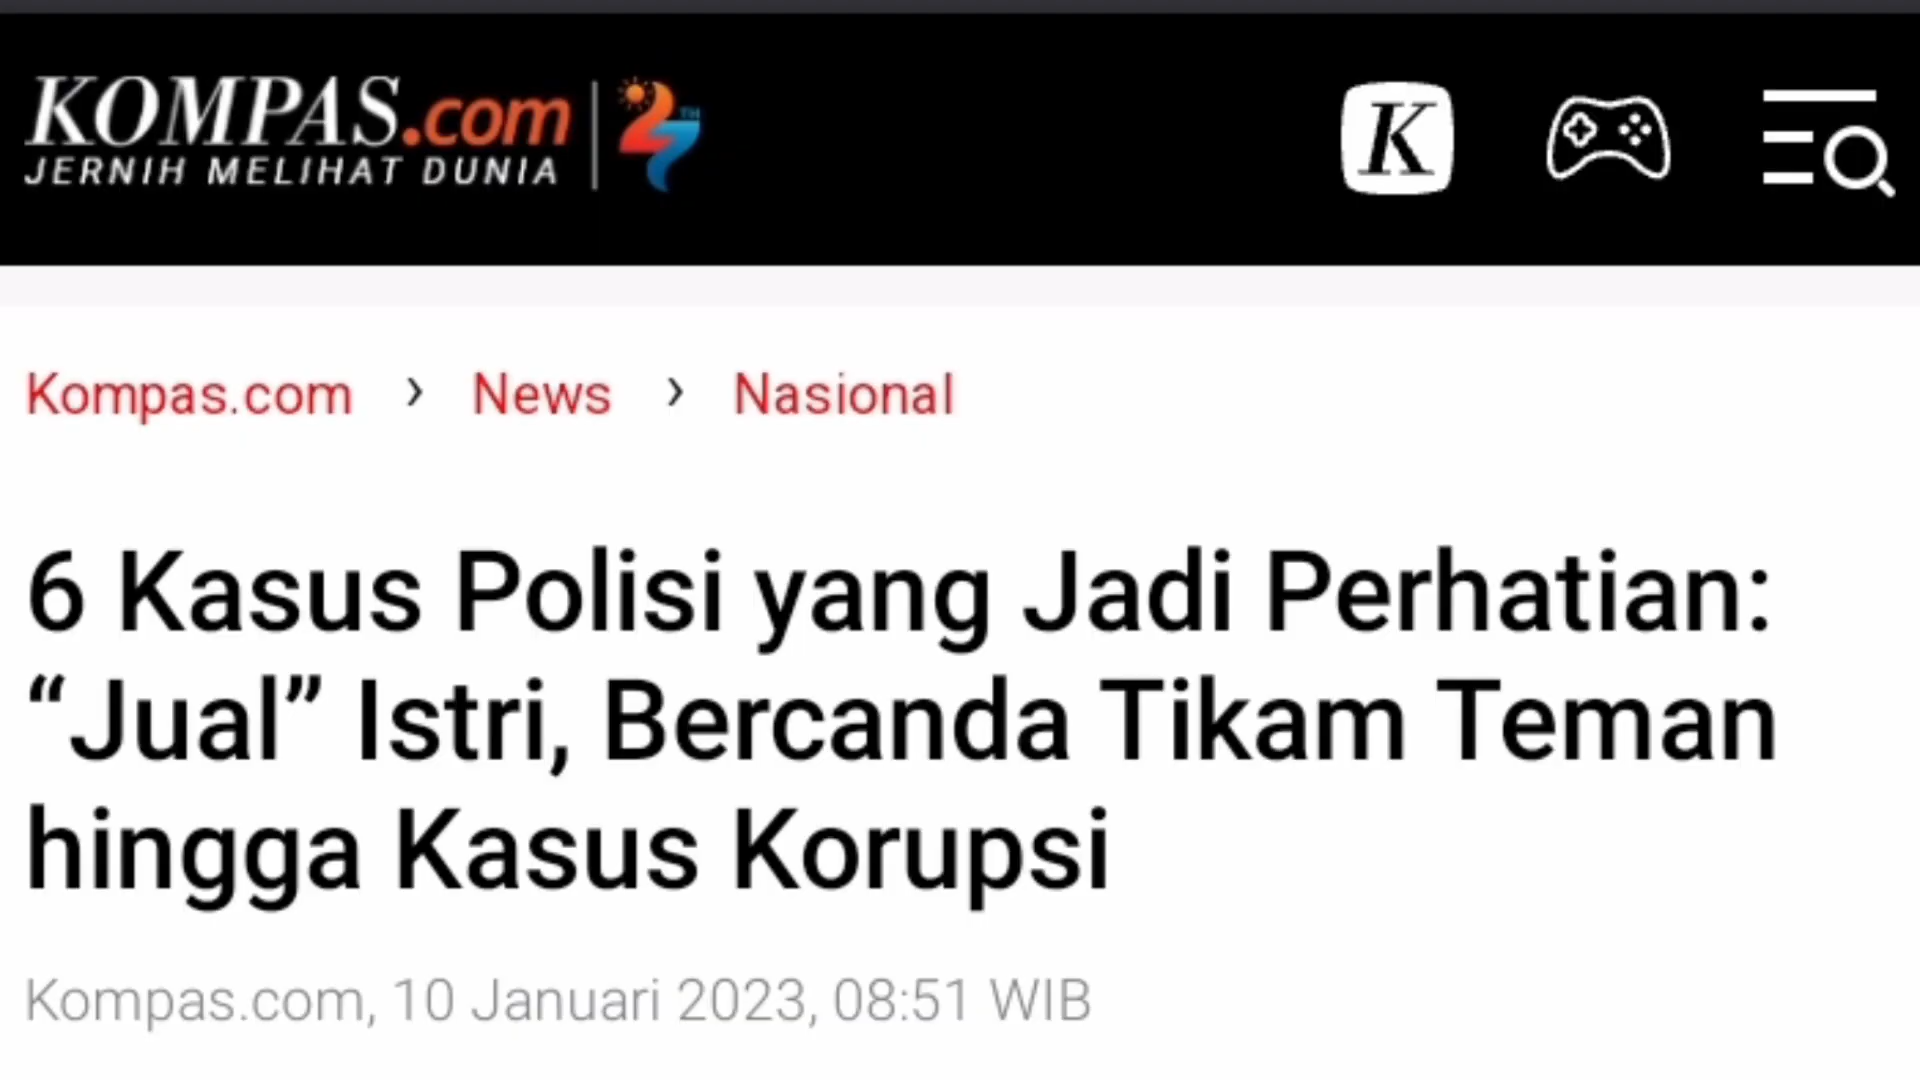 KOMPAS.com
JERNIH MELIHAT DUNIA
27TH
K
Kompas.com › News › Nasional
6 Kasus Polisi yang Jadi Perhatian:
“Jual” Istri, Bercanda Tikam Teman
hingga Kasus Korupsi
Kompas.com, 10 Januari 2023, 08:51 WIB